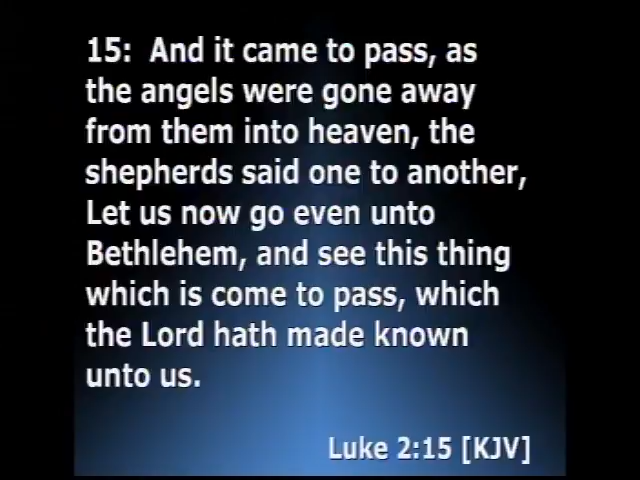 15:  And it came to pass, as
the angels were gone away
from them into heaven, the
shepherds said one to another,
Let us now go even unto
Bethlehem, and see this thing
which is come to pass, which
the Lord hath made known
unto us.
Luke 2:15 [KJV]